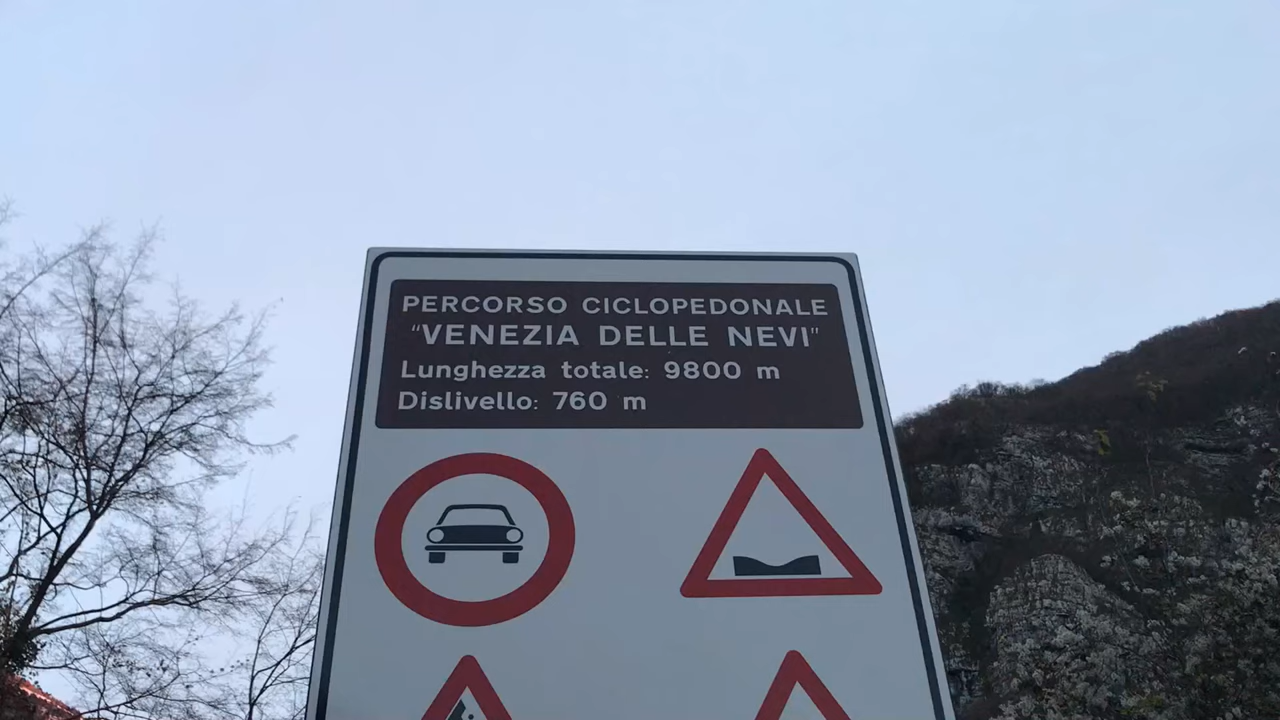 PERCORSO CICLOPEDONALE
“VENEZIA DELLE NEVI”
Lunghezza totale: 9800 m
Dislivello: 760 m